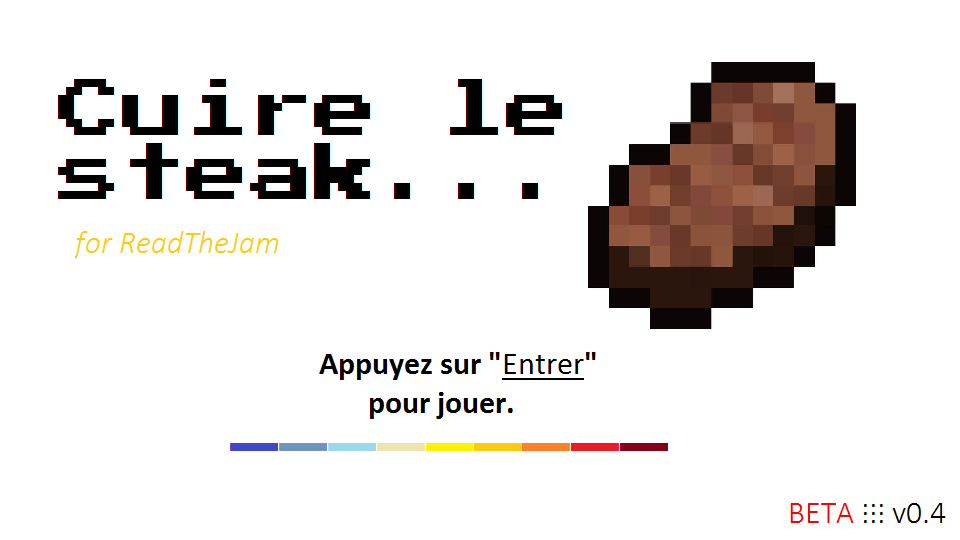 Cuire le
steak...
for ReadTheJam
Appuyez sur "Entrer"
pour jouer.
BETA ::: v0.4